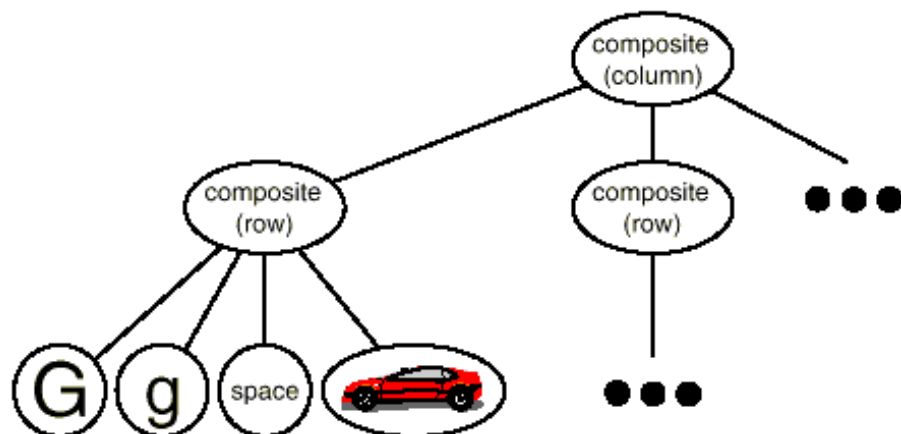 composite
(column)
composite
(row)
composite
(row)
G
g
space